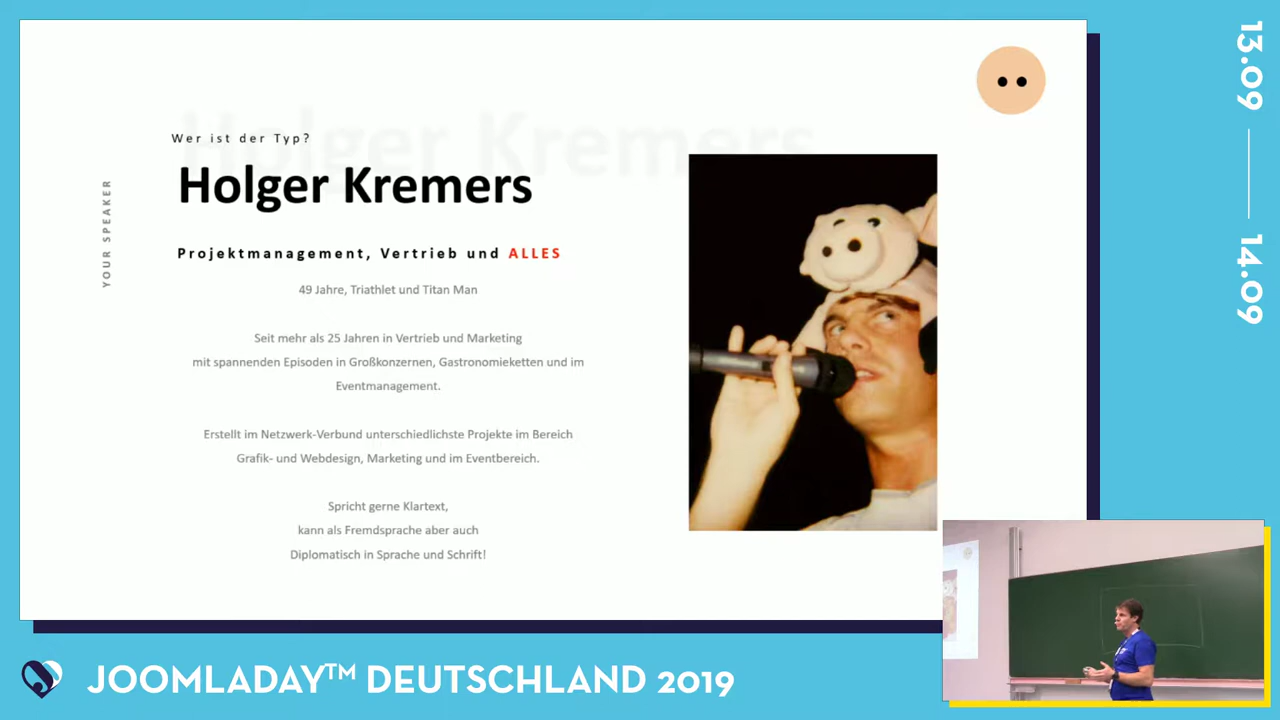 Wer ist der Typ?
Holger Kremers
Holger Kremers
YOUR SPEAKER
Projektmanagement, Vertrieb und ALLES
49 Jahre, Triathlet und Titan Man
Seit mehr als 25 Jahren in Vertrieb und Marketing
mit spannenden Episoden in Großkonzernen, Gastronomieketten und im
Eventmanagement.
Erstellt im Netzwerk-Verbund unterschiedlichste Projekte im Bereich
Grafik- und Webdesign, Marketing und im Eventbereich.
Spricht gerne Klartext,
kann als Fremdsprache aber auch
Diplomatisch in Sprache und Schrift!
13.09
14.09
JOOMLADAY™ DEUTSCHLAND 2019